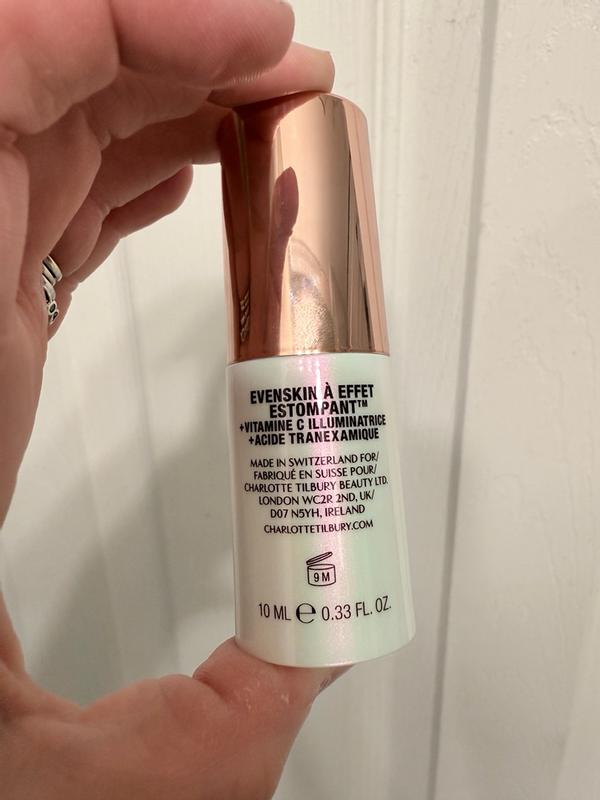 EVENSKIN À EFFET
ESTOMPANT™
+VITAMINE C ILLUMINATRICE
+ACIDE TRANEXAMIQUE
MADE IN SWITZERLAND FOR/
FABRIQUÉ EN SUISSE POUR/
CHARLOTTE TILBURY BEAUTY LTD.
LONDON WC2R 2ND, UK/
D07 N5YH, IRELAND
CHARLOTTETILBURY.COM
9 M
10 ML ℮ 0.33 FL. OZ.